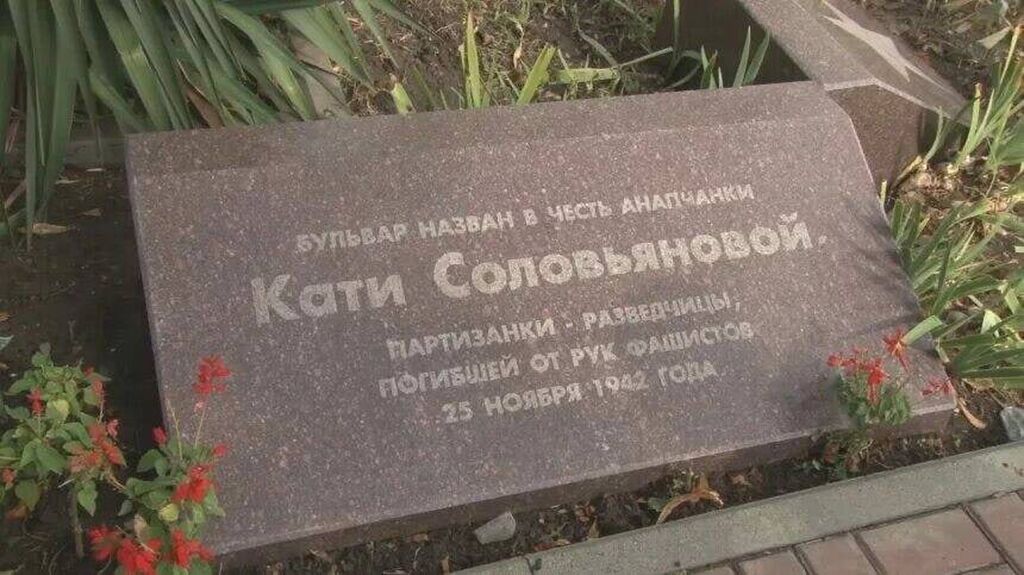 БУЛЬВАР НАЗВАН В ЧЕСТЬ АНАПЧАНКИ
КАТИ СОЛОВЬЯНОВОЙ,
ПАРТИЗАНКИ - РАЗВЕДЧИЦЫ,
ПОГИБШЕЙ ОТ РУК ФАШИСТОВ
25 НОЯБРЯ 1942 ГОДА